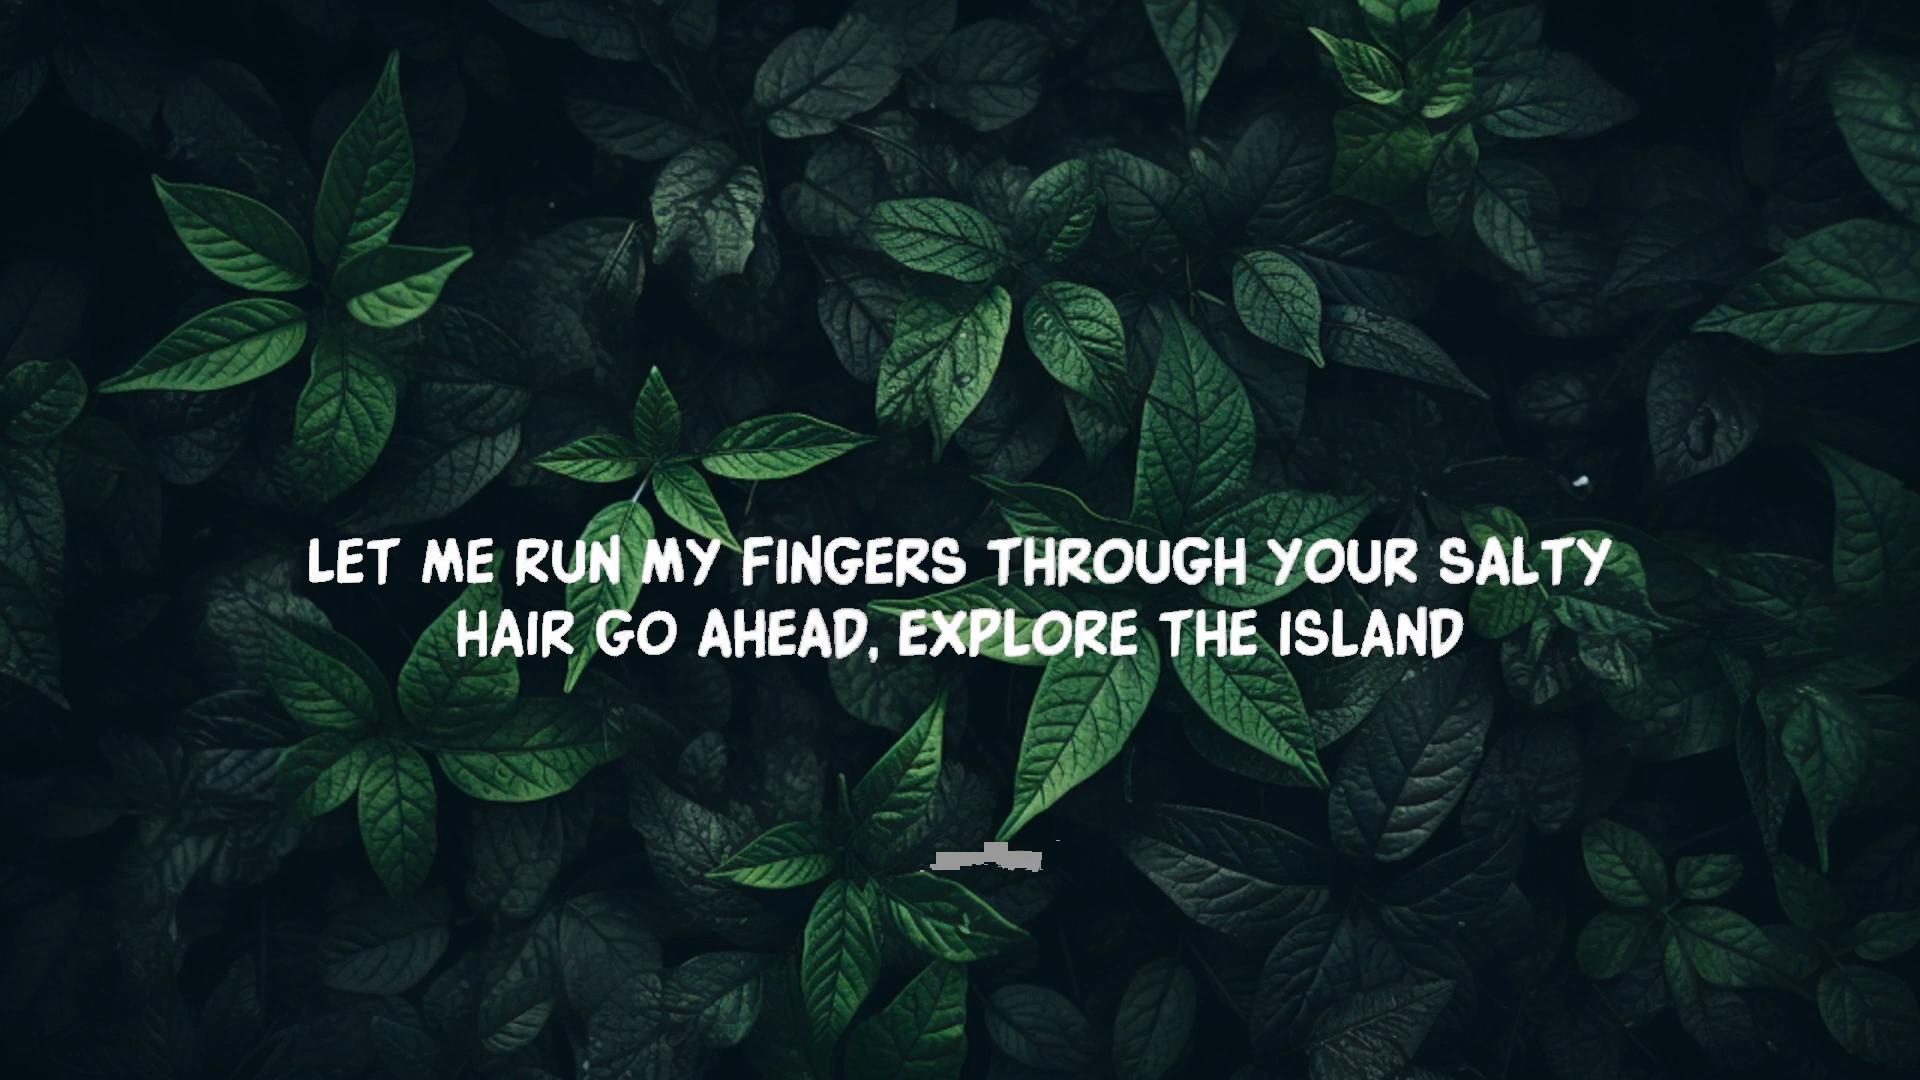 LET ME RUN MY FINGERS THROUGH YOUR SALTY
HAIR GO AHEAD, EXPLORE THE ISLAND